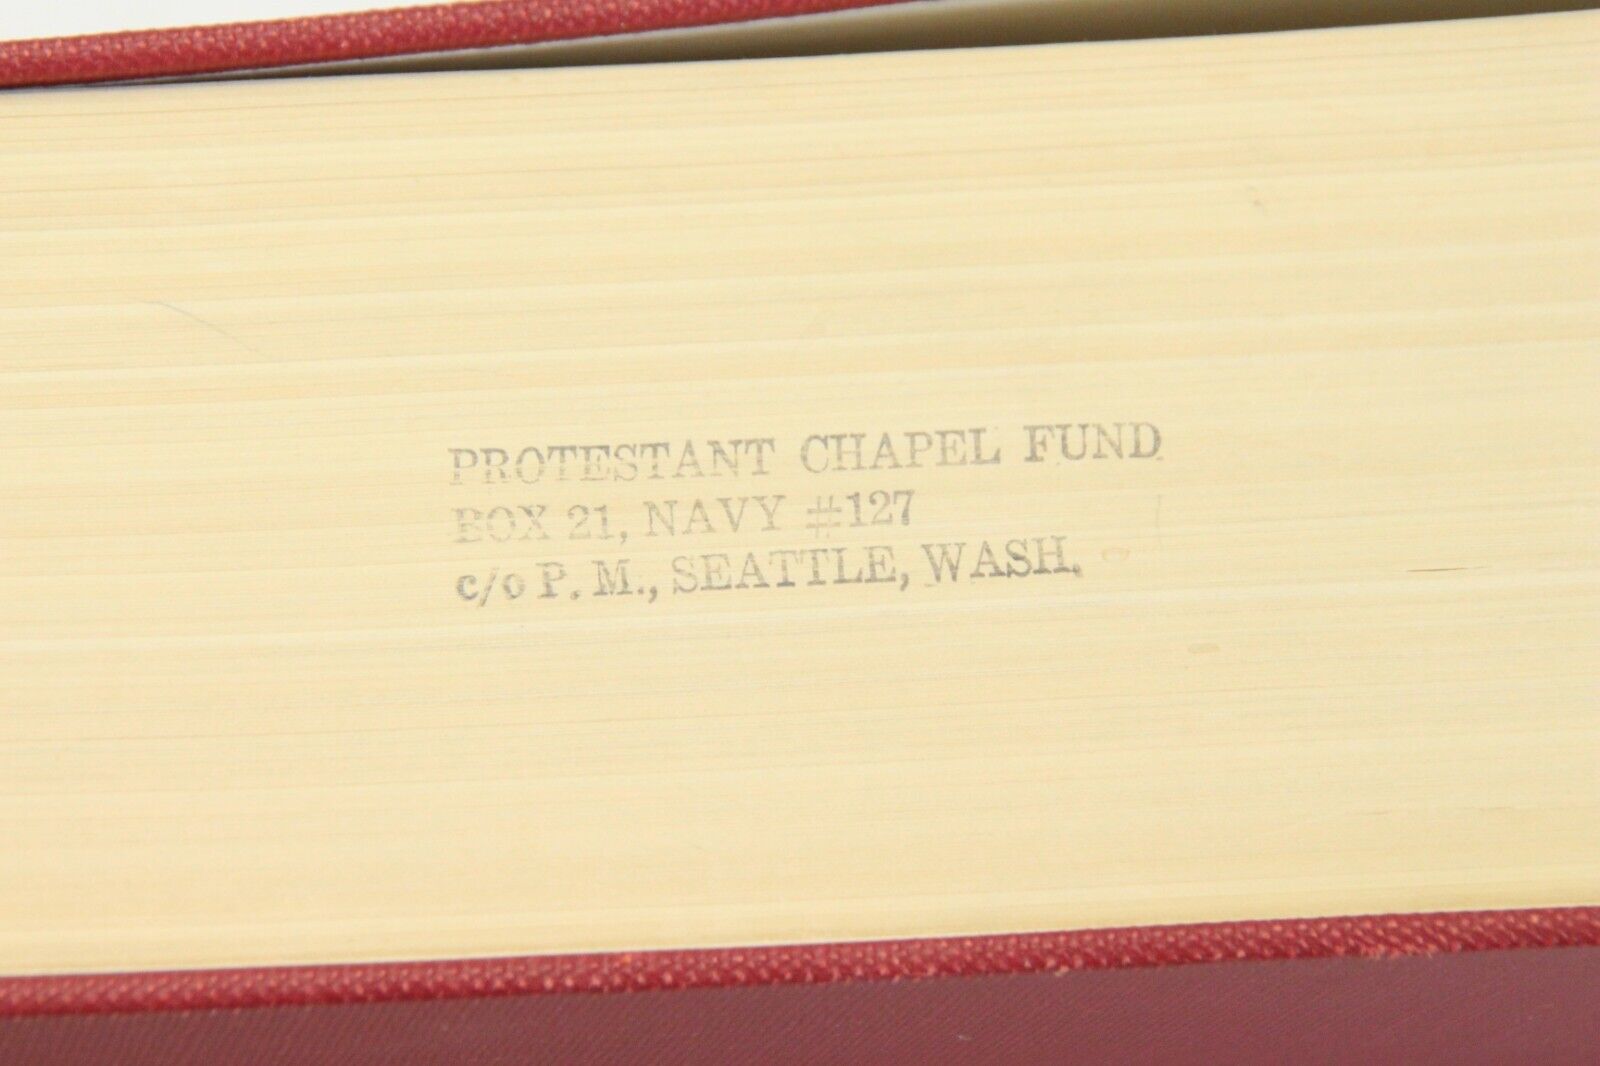 PROTESTANT CHAPEL FUND
BOX 21, NAVY #127
c/o P. M., SEATTLE, WASH.